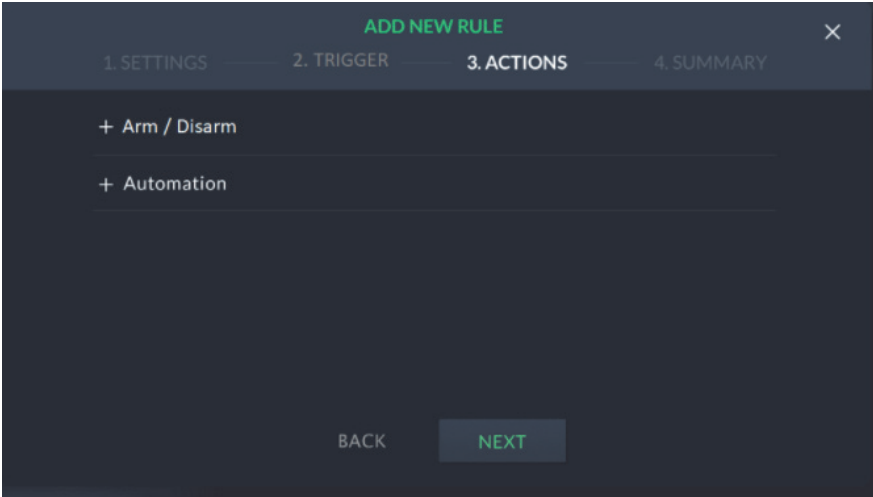 ADD NEW RULE
1. SETTINGS 2. TRIGGER 3. ACTIONS 4. SUMMARY
+ Arm / Disarm
+ Automation
BACK NEXT